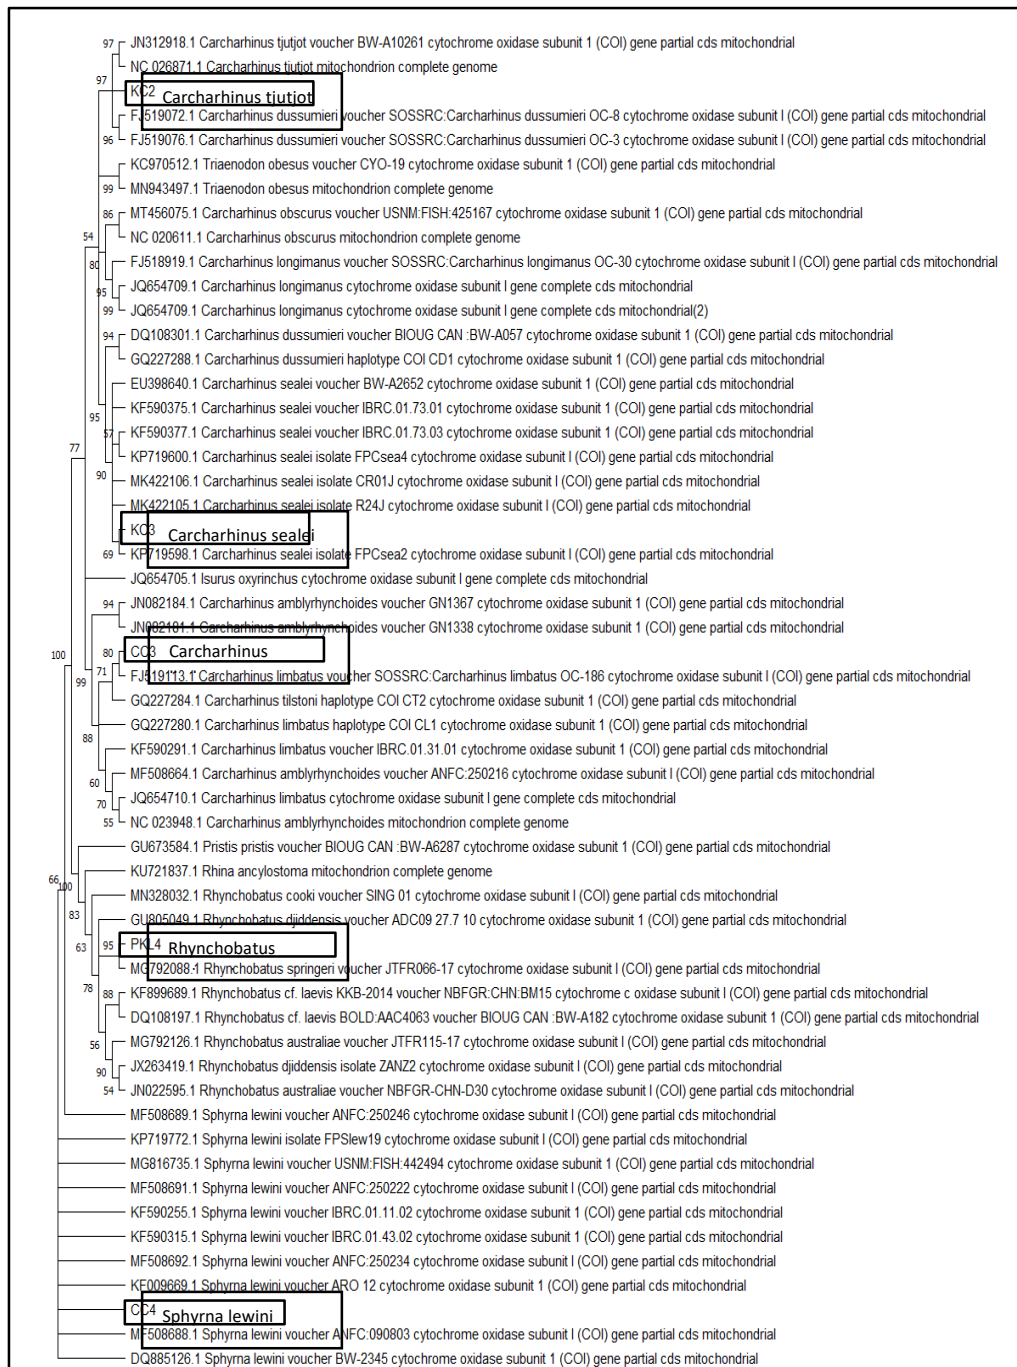 97 JN312918.1 Carcharhinus tjutjot voucher BW-A10261 cytochrome oxidase subunit 1 (COI) gene partial cds mitochondrial
NC 026871.1 Carcharhinus tjutjot mitochondrion complete genome
97
KC2 Carcharhinus tjutjot
FJ519072.1 Carcharhinus dussumieri voucher SOSSRC:Carcharhinus dussumieri OC-8 cytochrome oxidase subunit I (COI) gene partial cds mitochondrial
96 FJ519076.1 Carcharhinus dussumieri voucher SOSSRC:Carcharhinus dussumieri OC-3 cytochrome oxidase subunit I (COI) gene partial cds mitochondrial
KC970512.1 Triaenodon obesus voucher CYO-19 cytochrome oxidase subunit 1 (COI) gene partial cds mitochondrial
99 MN943497.1 Triaenodon obesus mitochondrion complete genome
86 MT456075.1 Carcharhinus obscurus voucher USNM:FISH:425167 cytochrome oxidase subunit 1 (COI) gene partial cds mitochondrial
54 NC 020611.1 Carcharhinus obscurus mitochondrion complete genome
80 FJ518919.1 Carcharhinus longimanus voucher SOSSRC:Carcharhinus longimanus OC-30 cytochrome oxidase subunit I (COI) gene partial cds mitochondrial
95 JQ654709.1 Carcharhinus longimanus cytochrome oxidase subunit I gene complete cds mitochondrial
99 JQ654709.1 Carcharhinus longimanus cytochrome oxidase subunit I gene complete cds mitochondrial(2)
94 DQ108301.1 Carcharhinus dussumieri voucher BIOUG CAN :BW-A057 cytochrome oxidase subunit 1 (COI) gene partial cds mitochondrial
GQ227288.1 Carcharhinus dussumieri haplotype COI CD1 cytochrome oxidase subunit 1 (COI) gene partial cds mitochondrial
EU398640.1 Carcharhinus sealei voucher BW-A2652 cytochrome oxidase subunit 1 (COI) gene partial cds mitochondrial
95 KF590375.1 Carcharhinus sealei voucher IBRC.01.73.01 cytochrome oxidase subunit 1 (COI) gene partial cds mitochondrial
57 KF590377.1 Carcharhinus sealei voucher IBRC.01.73.03 cytochrome oxidase subunit 1 (COI) gene partial cds mitochondrial
77 KP719600.1 Carcharhinus sealei isolate FPCsea4 cytochrome oxidase subunit I (COI) gene partial cds mitochondrial
90 MK422106.1 Carcharhinus sealei isolate CR01J cytochrome oxidase subunit I (COI) gene partial cds mitochondrial
MK422105.1 Carcharhinus sealei isolate R24J cytochrome oxidase subunit I (COI) gene partial cds mitochondrial
KC3 Carcharhinus sealei
69 KP719598.1 Carcharhinus sealei isolate FPCsea2 cytochrome oxidase subunit I (COI) gene partial cds mitochondrial
JQ654705.1 Isurus oxyrinchus cytochrome oxidase subunit I gene complete cds mitochondrial
94 JN082184.1 Carcharhinus amblyrhynchoides voucher GN1367 cytochrome oxidase subunit 1 (COI) gene partial cds mitochondrial
JN082181.1 Carcharhinus amblyrhynchoides voucher GN1338 cytochrome oxidase subunit 1 (COI) gene partial cds mitochondrial
100 80 CC3 Carcharhinus
99 71 FJ519113.1 Carcharhinus limbatus voucher SOSSRC:Carcharhinus limbatus OC-186 cytochrome oxidase subunit I (COI) gene partial cds mitochondrial
GQ227284.1 Carcharhinus tilstoni haplotype COI CT2 cytochrome oxidase subunit 1 (COI) gene partial cds mitochondrial
88 GQ227280.1 Carcharhinus limbatus haplotype COI CL1 cytochrome oxidase subunit 1 (COI) gene partial cds mitochondrial
KF590291.1 Carcharhinus limbatus voucher IBRC.01.31.01 cytochrome oxidase subunit 1 (COI) gene partial cds mitochondrial
60 MF508664.1 Carcharhinus amblyrhynchoides voucher ANFC:250216 cytochrome oxidase subunit I (COI) gene partial cds mitochondrial
70 JQ654710.1 Carcharhinus limbatus cytochrome oxidase subunit I gene complete cds mitochondrial
55 NC 023948.1 Carcharhinus amblyrhynchoides mitochondrion complete genome
GU673584.1 Pristis pristis voucher BIOUG CAN :BW-A6287 cytochrome oxidase subunit 1 (COI) gene partial cds mitochondrial
66 100 KU721837.1 Rhina ancylostoma mitochondrion complete genome
83 MN328032.1 Rhynchobatus cooki voucher SING 01 cytochrome oxidase subunit I (COI) gene partial cds mitochondrial
GU805049.1 Rhynchobatus djiddensis voucher ADC09 27.7 10 cytochrome oxidase subunit 1 (COI) gene partial cds mitochondrial
63 95 PKL4 Rhynchobatus
MG792088.1 Rhynchobatus springeri voucher JTFR066-17 cytochrome oxidase subunit I (COI) gene partial cds mitochondrial
78 88 KF899689.1 Rhynchobatus cf. laevis KKB-2014 voucher NBFGR:CHN:BM15 cytochrome c oxidase subunit I (COI) gene partial cds mitochondrial
DQ108197.1 Rhynchobatus cf. laevis BOLD:AAC4063 voucher BIOUG CAN :BW-A182 cytochrome oxidase subunit 1 (COI) gene partial cds mitochondrial
56 MG792126.1 Rhynchobatus australiae voucher JTFR115-17 cytochrome oxidase subunit I (COI) gene partial cds mitochondrial
90 JX263419.1 Rhynchobatus djiddensis isolate ZANZ2 cytochrome oxidase subunit I (COI) gene partial cds mitochondrial
54 JN022595.1 Rhynchobatus australiae voucher NBFGR-CHN-D30 cytochrome oxidase subunit I (COI) gene partial cds mitochondrial
MF508689.1 Sphyrna lewini voucher ANFC:250246 cytochrome oxidase subunit I (COI) gene partial cds mitochondrial
KP719772.1 Sphyrna lewini isolate FPSlew19 cytochrome oxidase subunit I (COI) gene partial cds mitochondrial
MG816735.1 Sphyrna lewini voucher USNM:FISH:442494 cytochrome oxidase subunit 1 (COI) gene partial cds mitochondrial
MF508691.1 Sphyrna lewini voucher ANFC:250222 cytochrome oxidase subunit I (COI) gene partial cds mitochondrial
KF590255.1 Sphyrna lewini voucher IBRC.01.11.02 cytochrome oxidase subunit 1 (COI) gene partial cds mitochondrial
KF590315.1 Sphyrna lewini voucher IBRC.01.43.02 cytochrome oxidase subunit 1 (COI) gene partial cds mitochondrial
MF508692.1 Sphyrna lewini voucher ANFC:250234 cytochrome oxidase subunit I (COI) gene partial cds mitochondrial
KF009669.1 Sphyrna lewini voucher ARO 12 cytochrome oxidase subunit 1 (COI) gene partial cds mitochondrial
CC4 Sphyrna lewini
MF508688.1 Sphyrna lewini voucher ANFC:090803 cytochrome oxidase subunit I (COI) gene partial cds mitochondrial
DQ885126.1 Sphyrna lewini voucher BW-2345 cytochrome oxidase subunit 1 (COI) gene partial cds mitochondrial